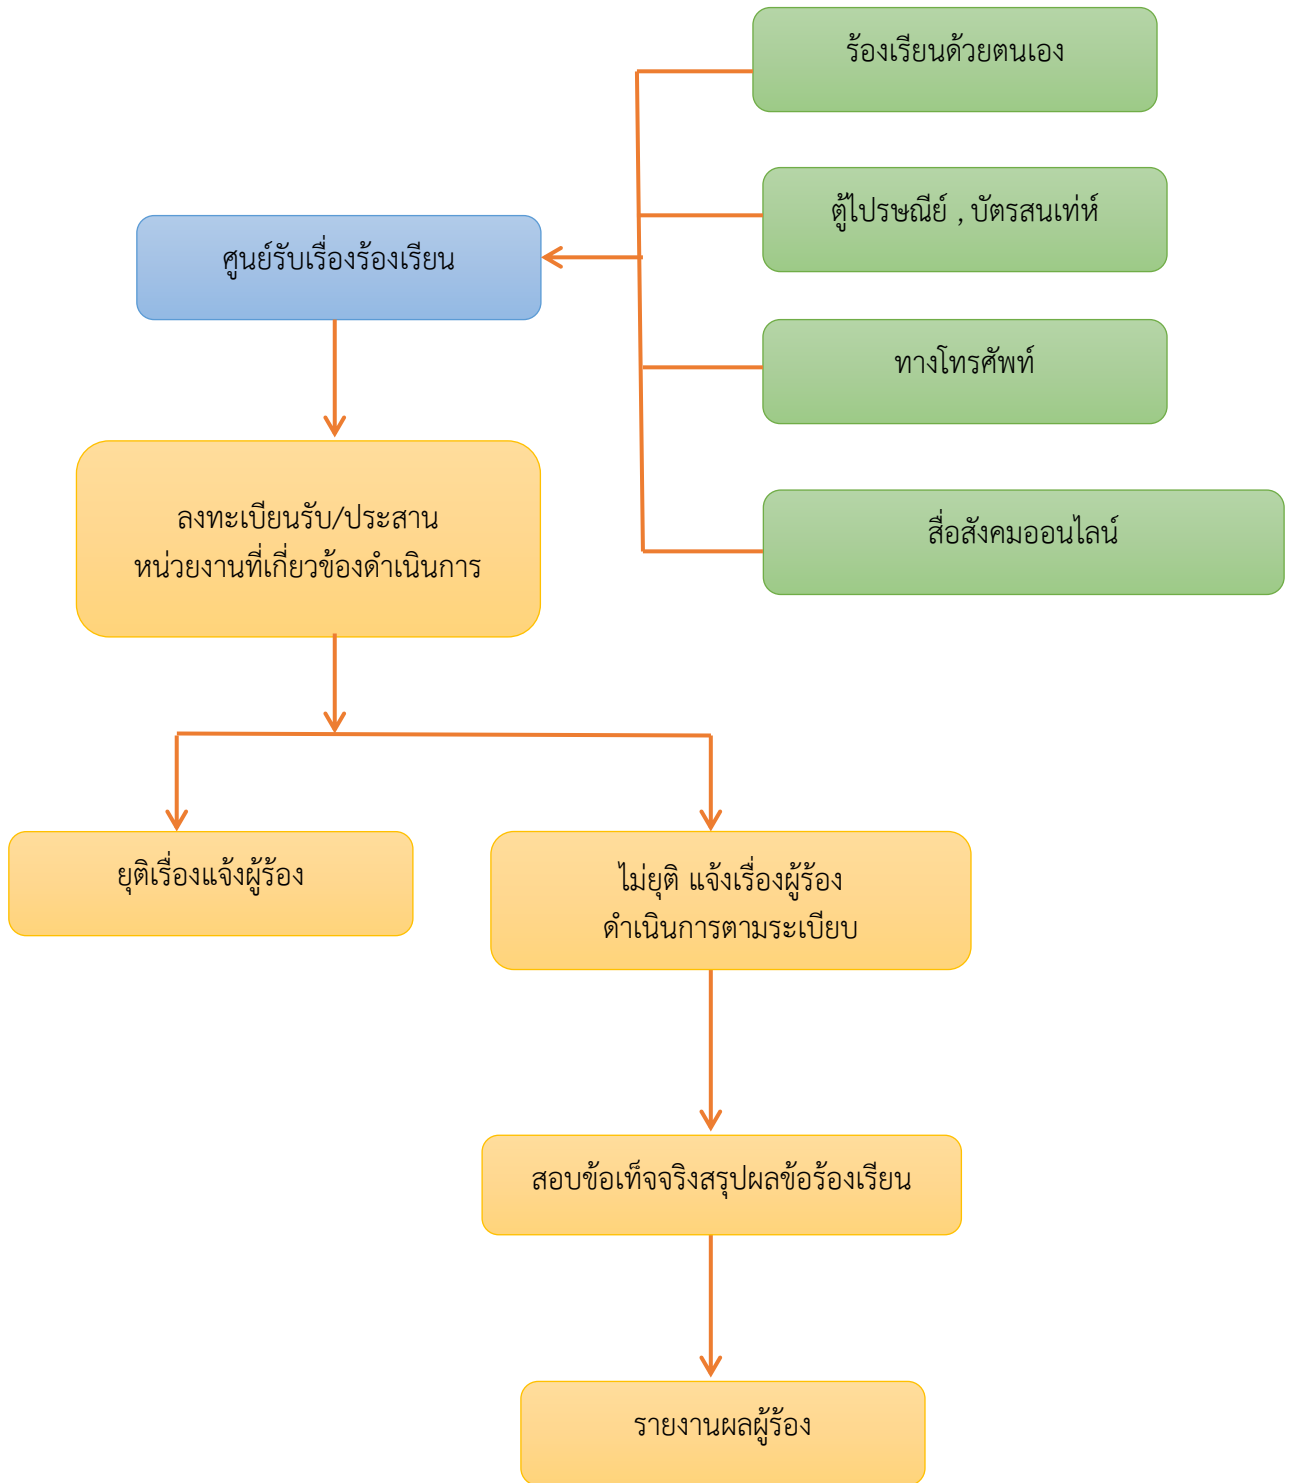 ร้องเรียนด้วยตนเอง
ตู้ไปรษณีย์ , บัตรสนเท่ห์
ศูนย์รับเรื่องร้องเรียน
ทางโทรศัพท์
สื่อสังคมออนไลน์
ลงทะเบียนรับ/ประสาน
หน่วยงานที่เกี่ยวข้องดำเนินการ
ยุติเรื่องแจ้งผู้ร้อง
ไม่ยุติ แจ้งเรื่องผู้ร้อง
ดำเนินการตามระเบียบ
สอบข้อเท็จจริงสรุปผลข้อร้องเรียน
รายงานผลผู้ร้อง